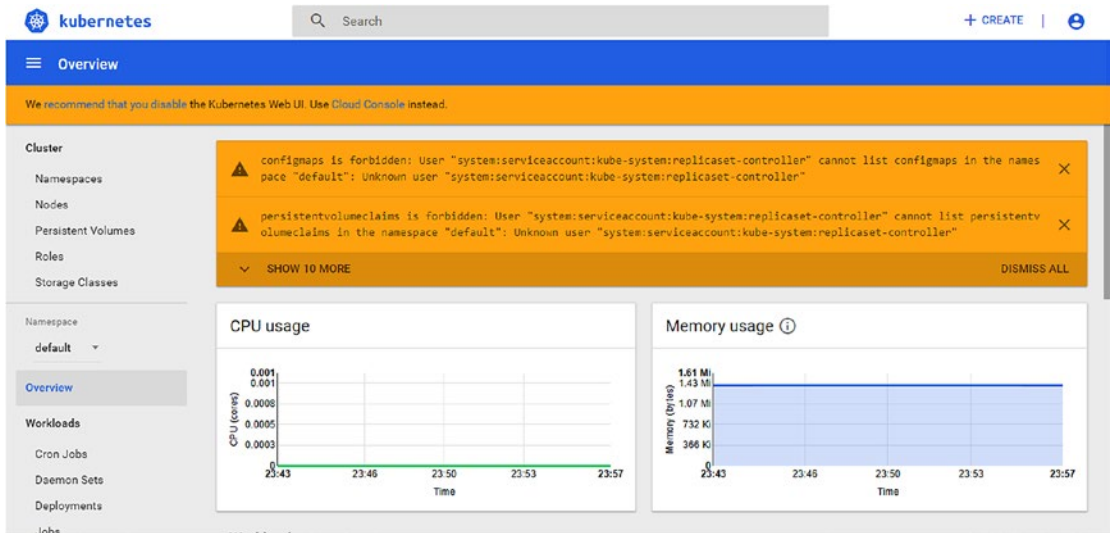 kubernetes
Search
+ CREATE |
Overview
We recommend that you disable the Kubernetes Web UI. Use Cloud Console instead.
Cluster
Namespaces
Nodes
Persistent Volumes
Roles
Storage Classes
Namespace
default
Overview
Workloads
Cron Jobs
Daemon Sets
Deployments
Jobs
configmaps is forbidden: User "system:serviceaccount:kube-system:replicaset-controller" cannot list configmaps in the names
pace "default": Unknown user "system:serviceaccount:kube-system:replicaset-controller"
persistentvolumeclaims is forbidden: User "system:serviceaccount:kube-system:replicaset-controller" cannot list persistentv
olumeclaims in the namespace "default": Unknown user "system:serviceaccount:kube-system:replicaset-controller"
SHOW 10 MORE
DISMISS ALL
CPU usage
CPU (cores)
0.001
0.001
0.0008
0.0005
0.0003
0
23:43 23:46 23:50 23:53 23:57
Time
Memory usage
Memory (bytes)
1.61 Mi
1.43 Mi
1.07 Mi
732 Ki
366 Ki
0
23:43 23:46 23:50 23:53 23:57
Time